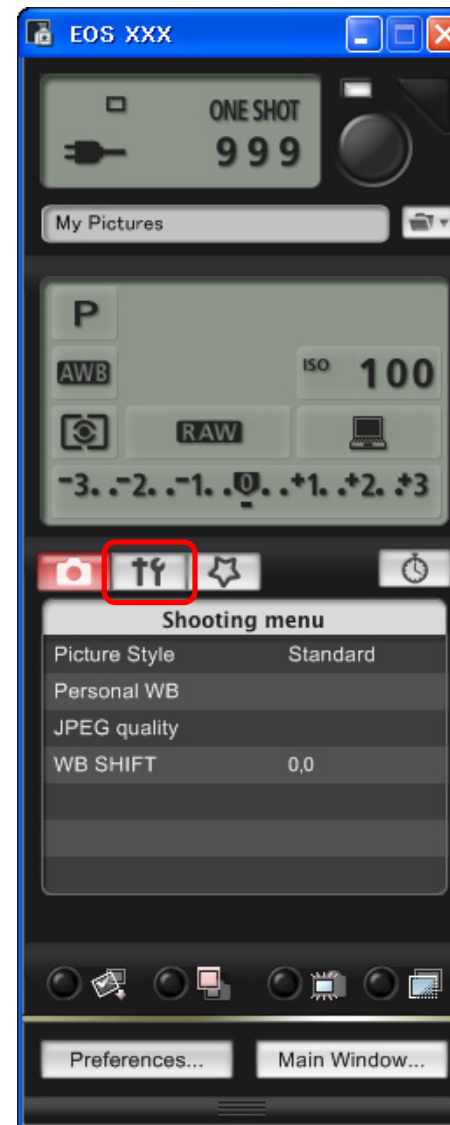 EOS XXX
ONE SHOT
999
My Pictures
P
AWB
ISO 100
RAW
-3. .-2. .-1. .0. .+1. .+2. .+3
Shooting menu
Picture Style Standard
Personal WB
JPEG quality
WB SHIFT 0,0
Preferences... Main Window...